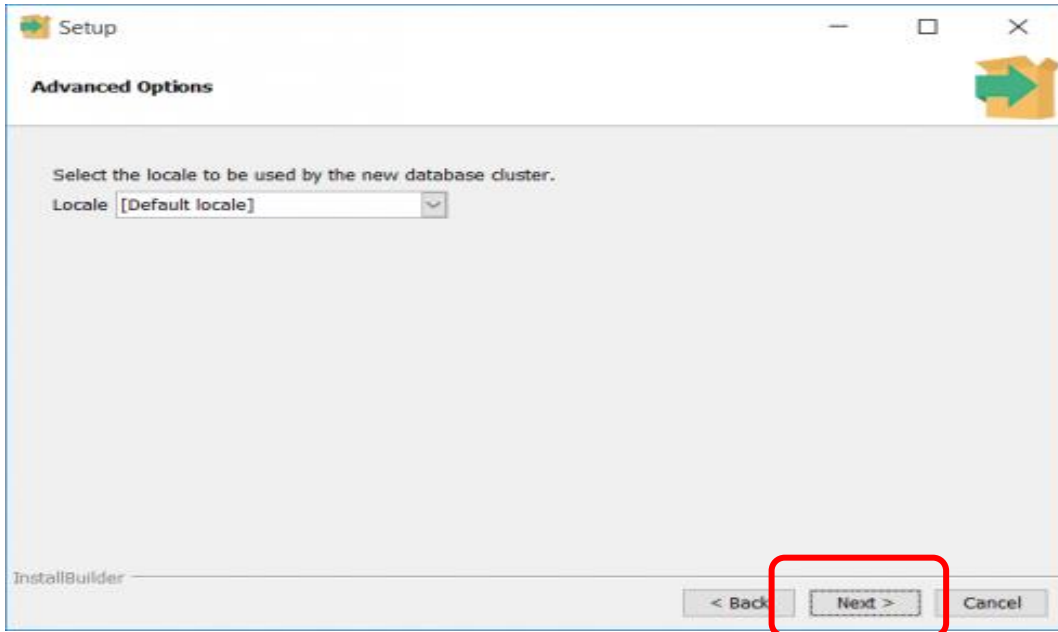 Setup
Advanced Options
Select the locale to be used by the new database cluster.
Locale [Default locale]
InstallBuilder
< Back Next > Cancel